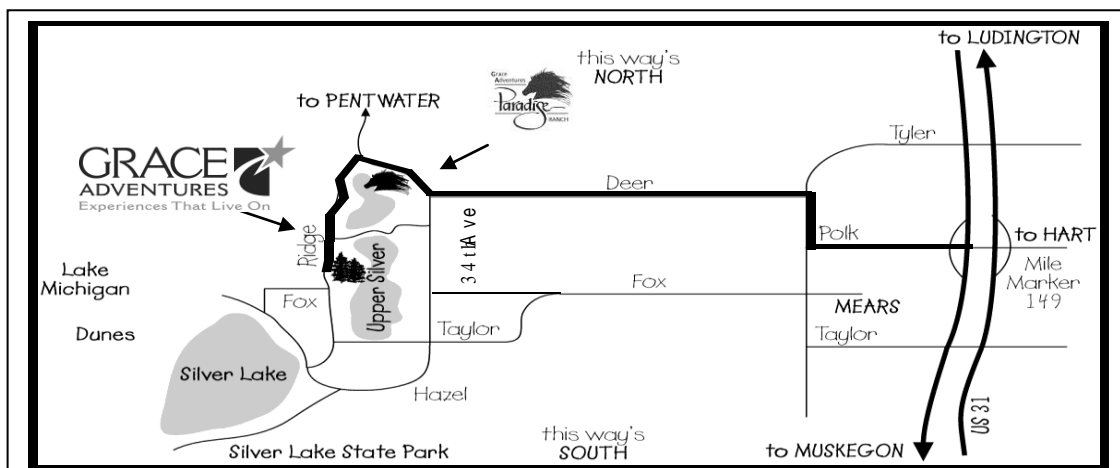 to LUDINGTON
this way's
NORTH
Grace
Adventures
Paradise
RANCH
to PENTWATER
Tyler
GRACE
ADVENTURES
Experiences That Live On
Deer
34th Ave
Ridge
Polk
to HART
Mile
Marker
149
Lake
Michigan
Upper Silver
Fox
Fox
MEARS
Dunes
Taylor
Taylor
Silver Lake
Hazel
US 31
this way's
SOUTH
to MUSKEGON
Silver Lake State Park